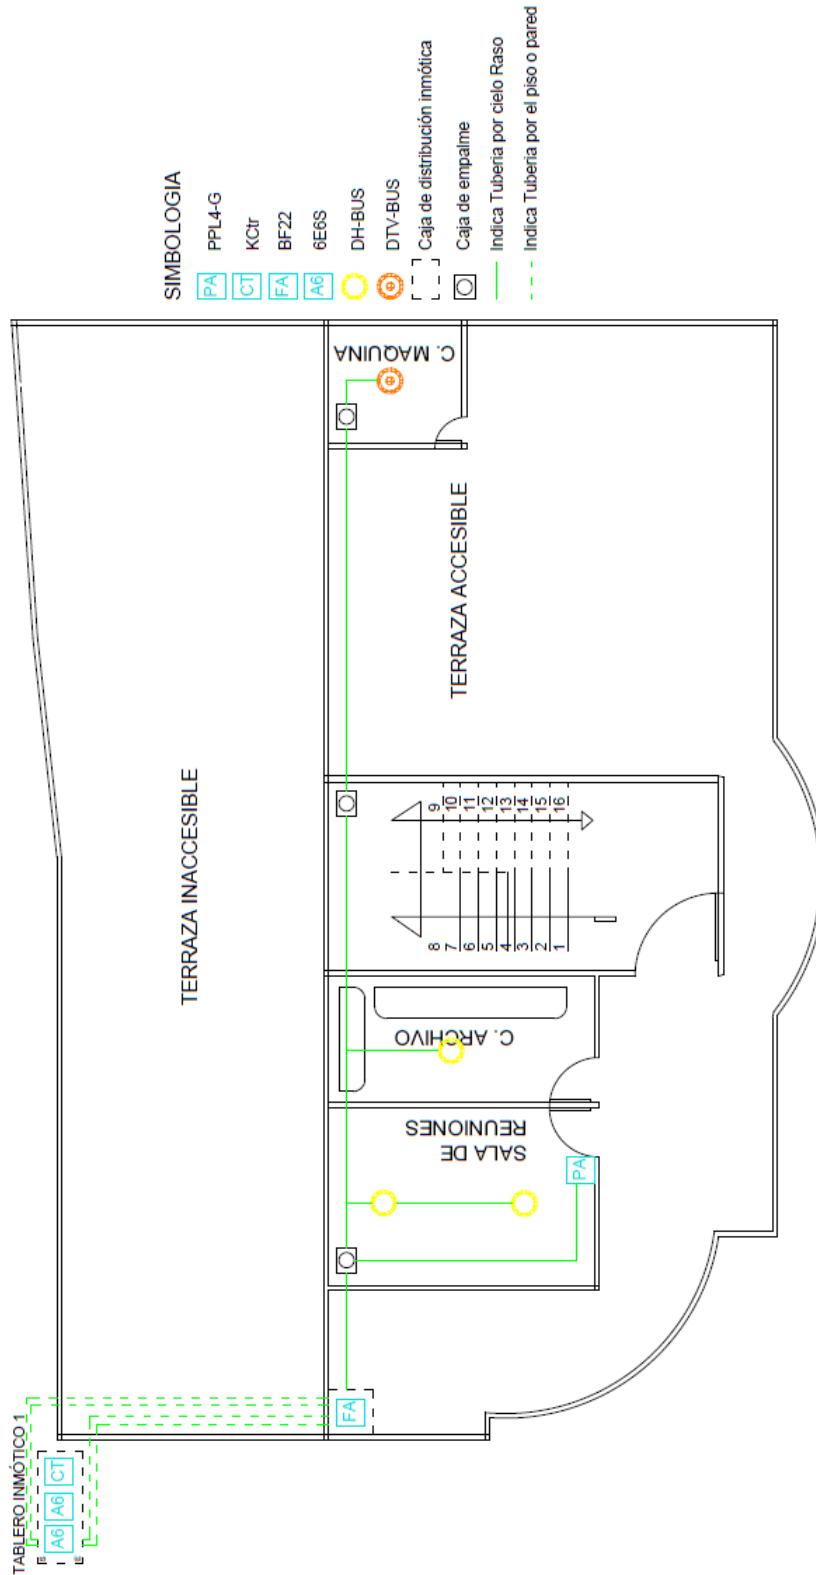 SIMBOLOGIA
PA PPL4-G
CT KCtr
FA BF22
A6 6E6S
DH-BUS
DTV-BUS
Caja de distribución inmótica
Caja de empalme
Indica Tuberia por cielo Raso
Indica Tuberia por el piso o pared
TABLERO INMÓTICO 1
A6 A6 CT
FA
TERRAZA INACCESIBLE
C. MAQUINA
TERRAZA ACCESIBLE
8
7
6
5
4
3
2
1
9
10
11
12
13
14
15
16
C. ARCHIVO
SALA DE
REUNIONES
PA